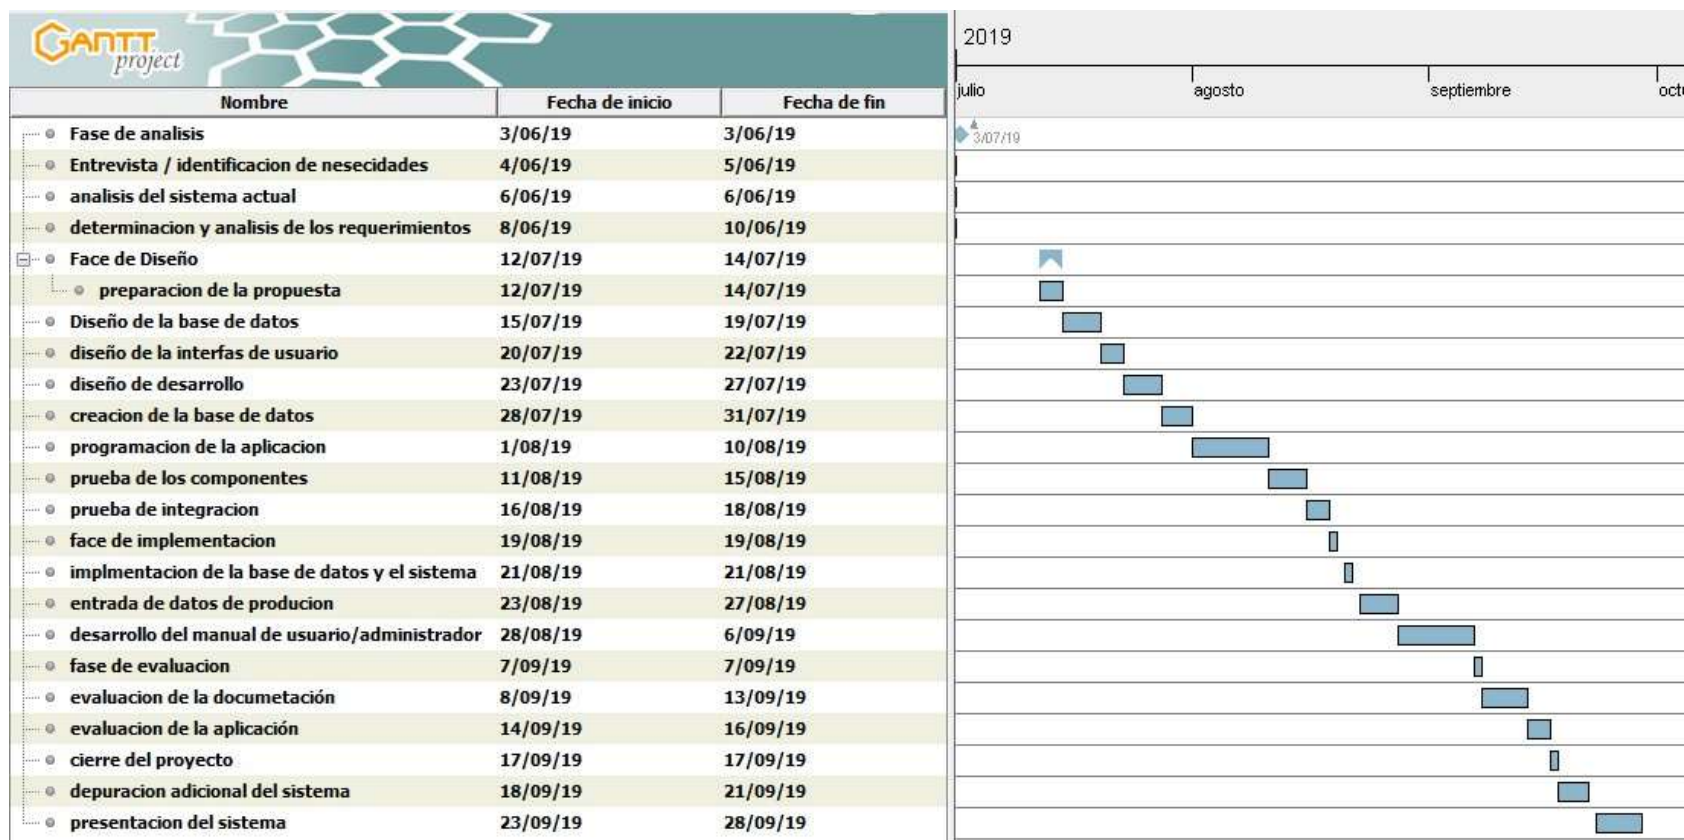 GANTT
project
2019
julio agosto septiembre octu
Nombre Fecha de inicio Fecha de fin
Fase de analisis 3/06/19 3/06/19 3/07/19
Entrevista / identificacion de nesecidades 4/06/19 5/06/19
analisis del sistema actual 6/06/19 6/06/19
determinacion y analisis de los requerimientos 8/06/19 10/06/19
Face de Diseño 12/07/19 14/07/19
preparacion de la propuesta 12/07/19 14/07/19
Diseño de la base de datos 15/07/19 19/07/19
diseño de la interfas de usuario 20/07/19 22/07/19
diseño de desarrollo 23/07/19 27/07/19
creacion de la base de datos 28/07/19 31/07/19
programacion de la aplicacion 1/08/19 10/08/19
prueba de los componentes 11/08/19 15/08/19
prueba de integracion 16/08/19 18/08/19
face de implementacion 19/08/19 19/08/19
implmentacion de la base de datos y el sistema 21/08/19 21/08/19
entrada de datos de producion 23/08/19 27/08/19
desarrollo del manual de usuario/administrador 28/08/19 6/09/19
fase de evaluacion 7/09/19 7/09/19
evaluacion de la documetación 8/09/19 13/09/19
evaluacion de la aplicación 14/09/19 16/09/19
cierre del proyecto 17/09/19 17/09/19
depuracion adicional del sistema 18/09/19 21/09/19
presentacion del sistema 23/09/19 28/09/19